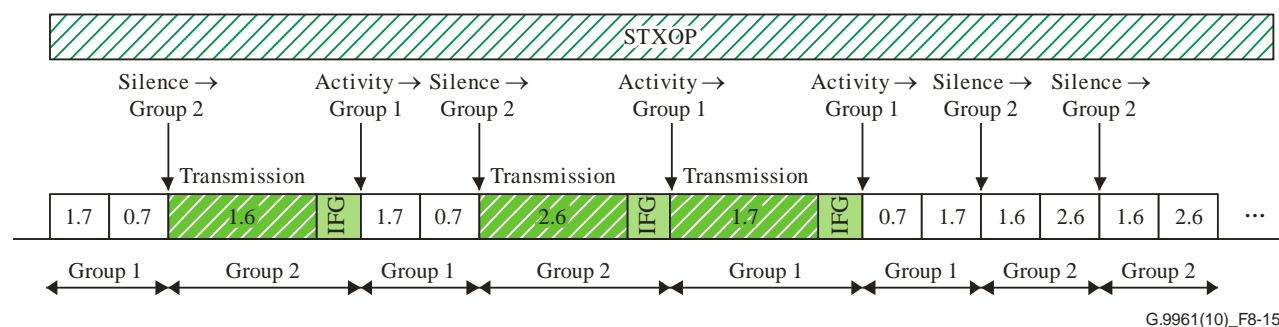 STXOP
Silence → Activity → Silence → Activity → Activity → Silence → Silence →
Group 2 Group 1 Group 2 Group 1 Group 1 Group 2 Group 2
Transmission Transmission Transmission
1.7 0.7 1.6 IFG 1.7 0.7 2.6 IFG 1.7 IFG 0.7 1.7 1.6 2.6 1.6 2.6 ...
Group 1 Group 2 Group 1 Group 2 Group 1 Group 1 Group 2 Group 2
G.9961(10)_F8-15